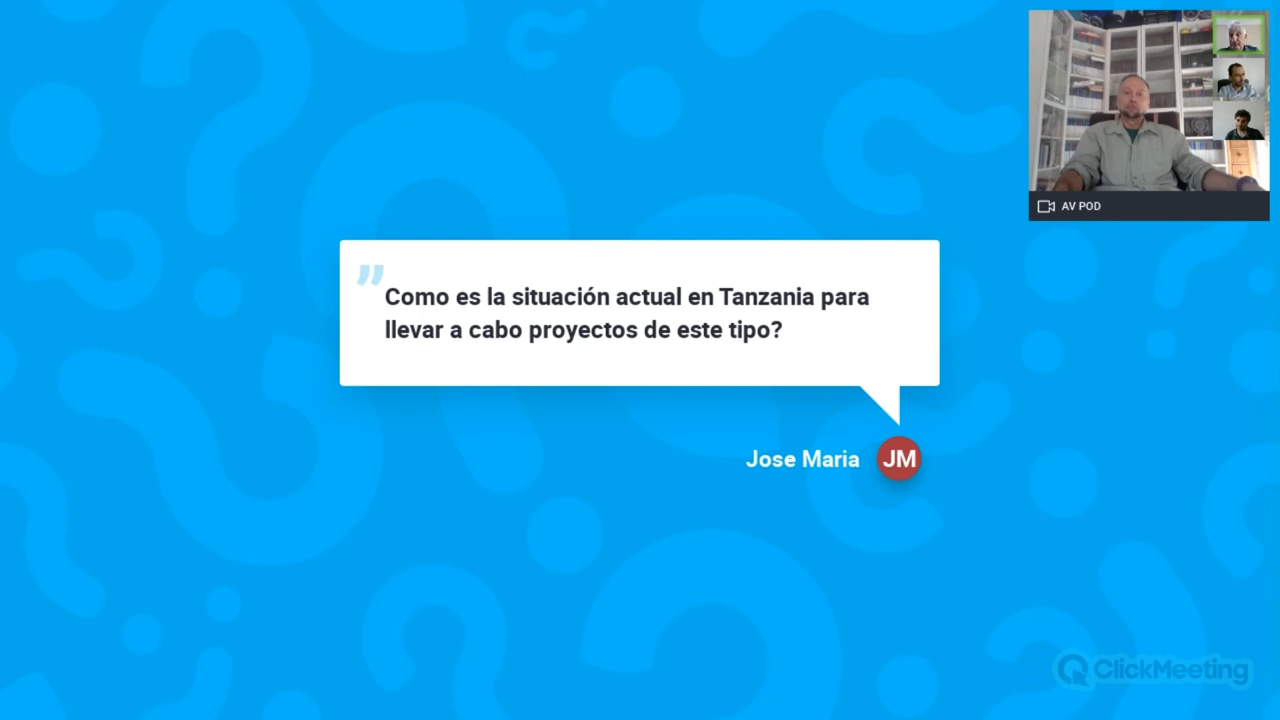 AV POD
"
Como es la situación actual en Tanzania para
llevar a cabo proyectos de este tipo?
Jose Maria JM
ClickMeeting